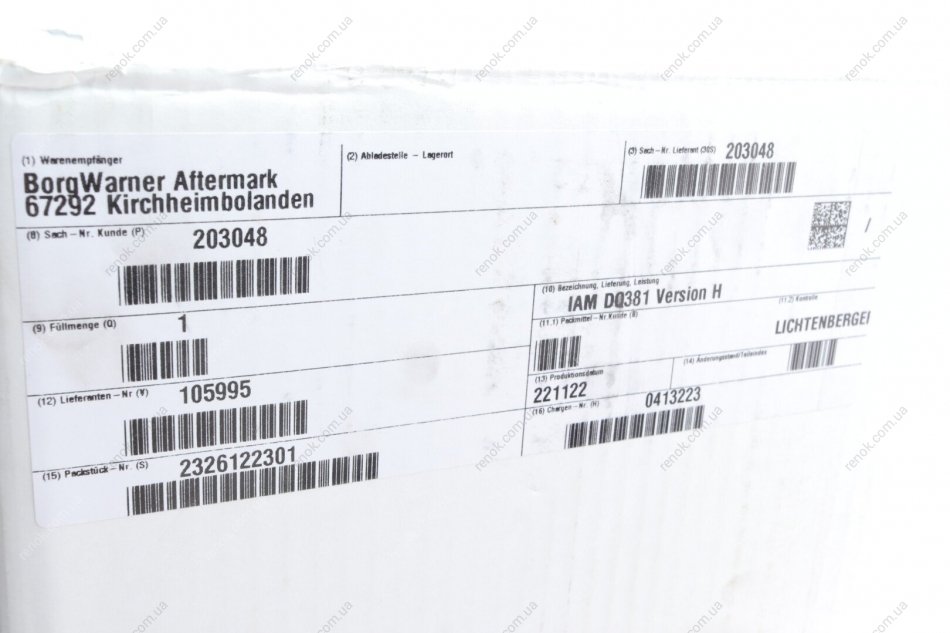 (1) Warenempfänger
BorgWarner Aftermark
67292 Kirchheimbolanden
(2) Abladestelle - Lagerort
(3) Sach-Nr. Lieferant (30S) 203048
(8) Sach-Nr. Kunde (P) 203048
/
(9) Füllmenge (Q) 1
(10) Bezeichnung, Lieferung, Leistung
IAM DQ381 Version H
(11.1) Packmittel-Nr Kunde (B)
(11.2) Kontrolle
LICHTENBERGE
(12) Lieferanten-Nr (V) 105995
(13) Produktionsdatum
221122
(14) Änderungsstand/Teileindex
(15) Packstück-Nr. (S) 2326122301
(16) Chargen-Nr. (H) 0413223
renok.com.ua